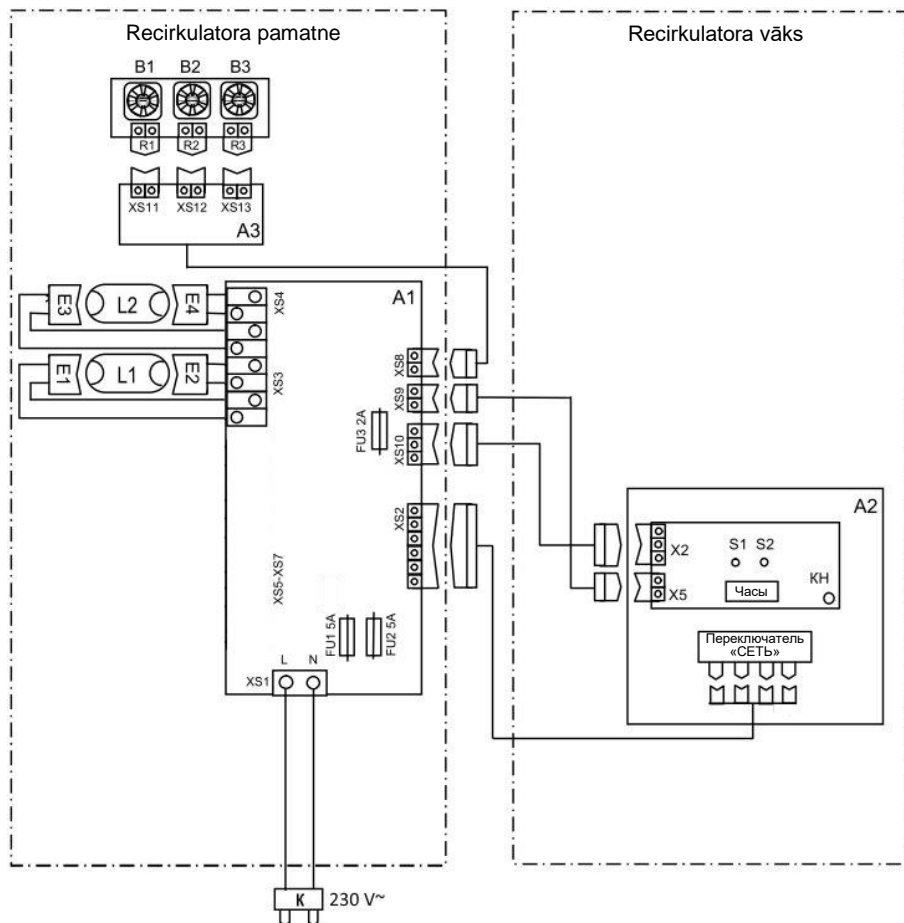 Recirkulatora pamatne
Recirkulatora vāks
B1 B2 B3
R1 R2 R3
XS11 XS12 XS13
A3
E3 L2 E4
XS4
A1
E1 L1 E2
XS3
XS8
XS9
FU3 2A
XS10
XS2
A2
X2
S1 S2
X5
Часы
КН
XS5-XS7
FU1 5A
FU2 5A
Переключатель
«СЕТЬ»
L N
XS1
K 230 V~